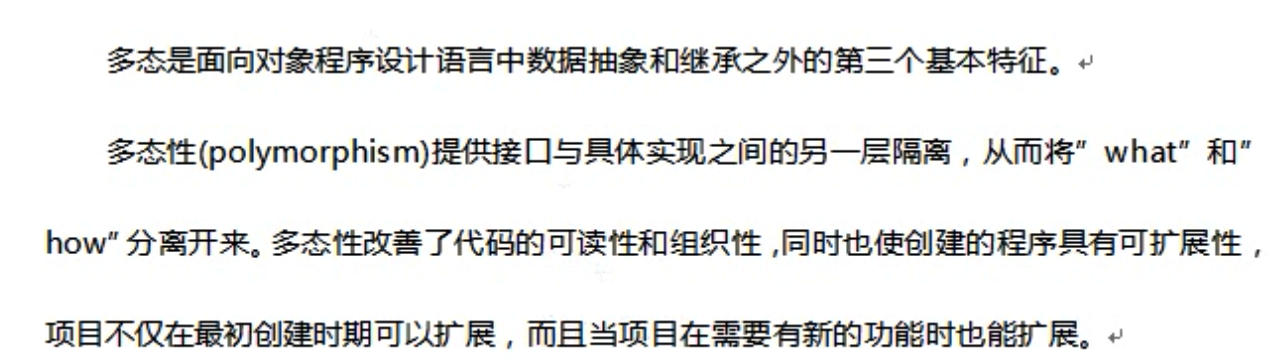 多态是面向对象程序设计语言中数据抽象和继承之外的第三个基本特征。
多态性(polymorphism)提供接口与具体实现之间的另一层隔离，从而将”what”和”
how”分离开来。多态性改善了代码的可读性和组织性,同时也使创建的程序具有可扩展性，
项目不仅在最初创建时期可以扩展，而且当项目在需要有新的功能时也能扩展。